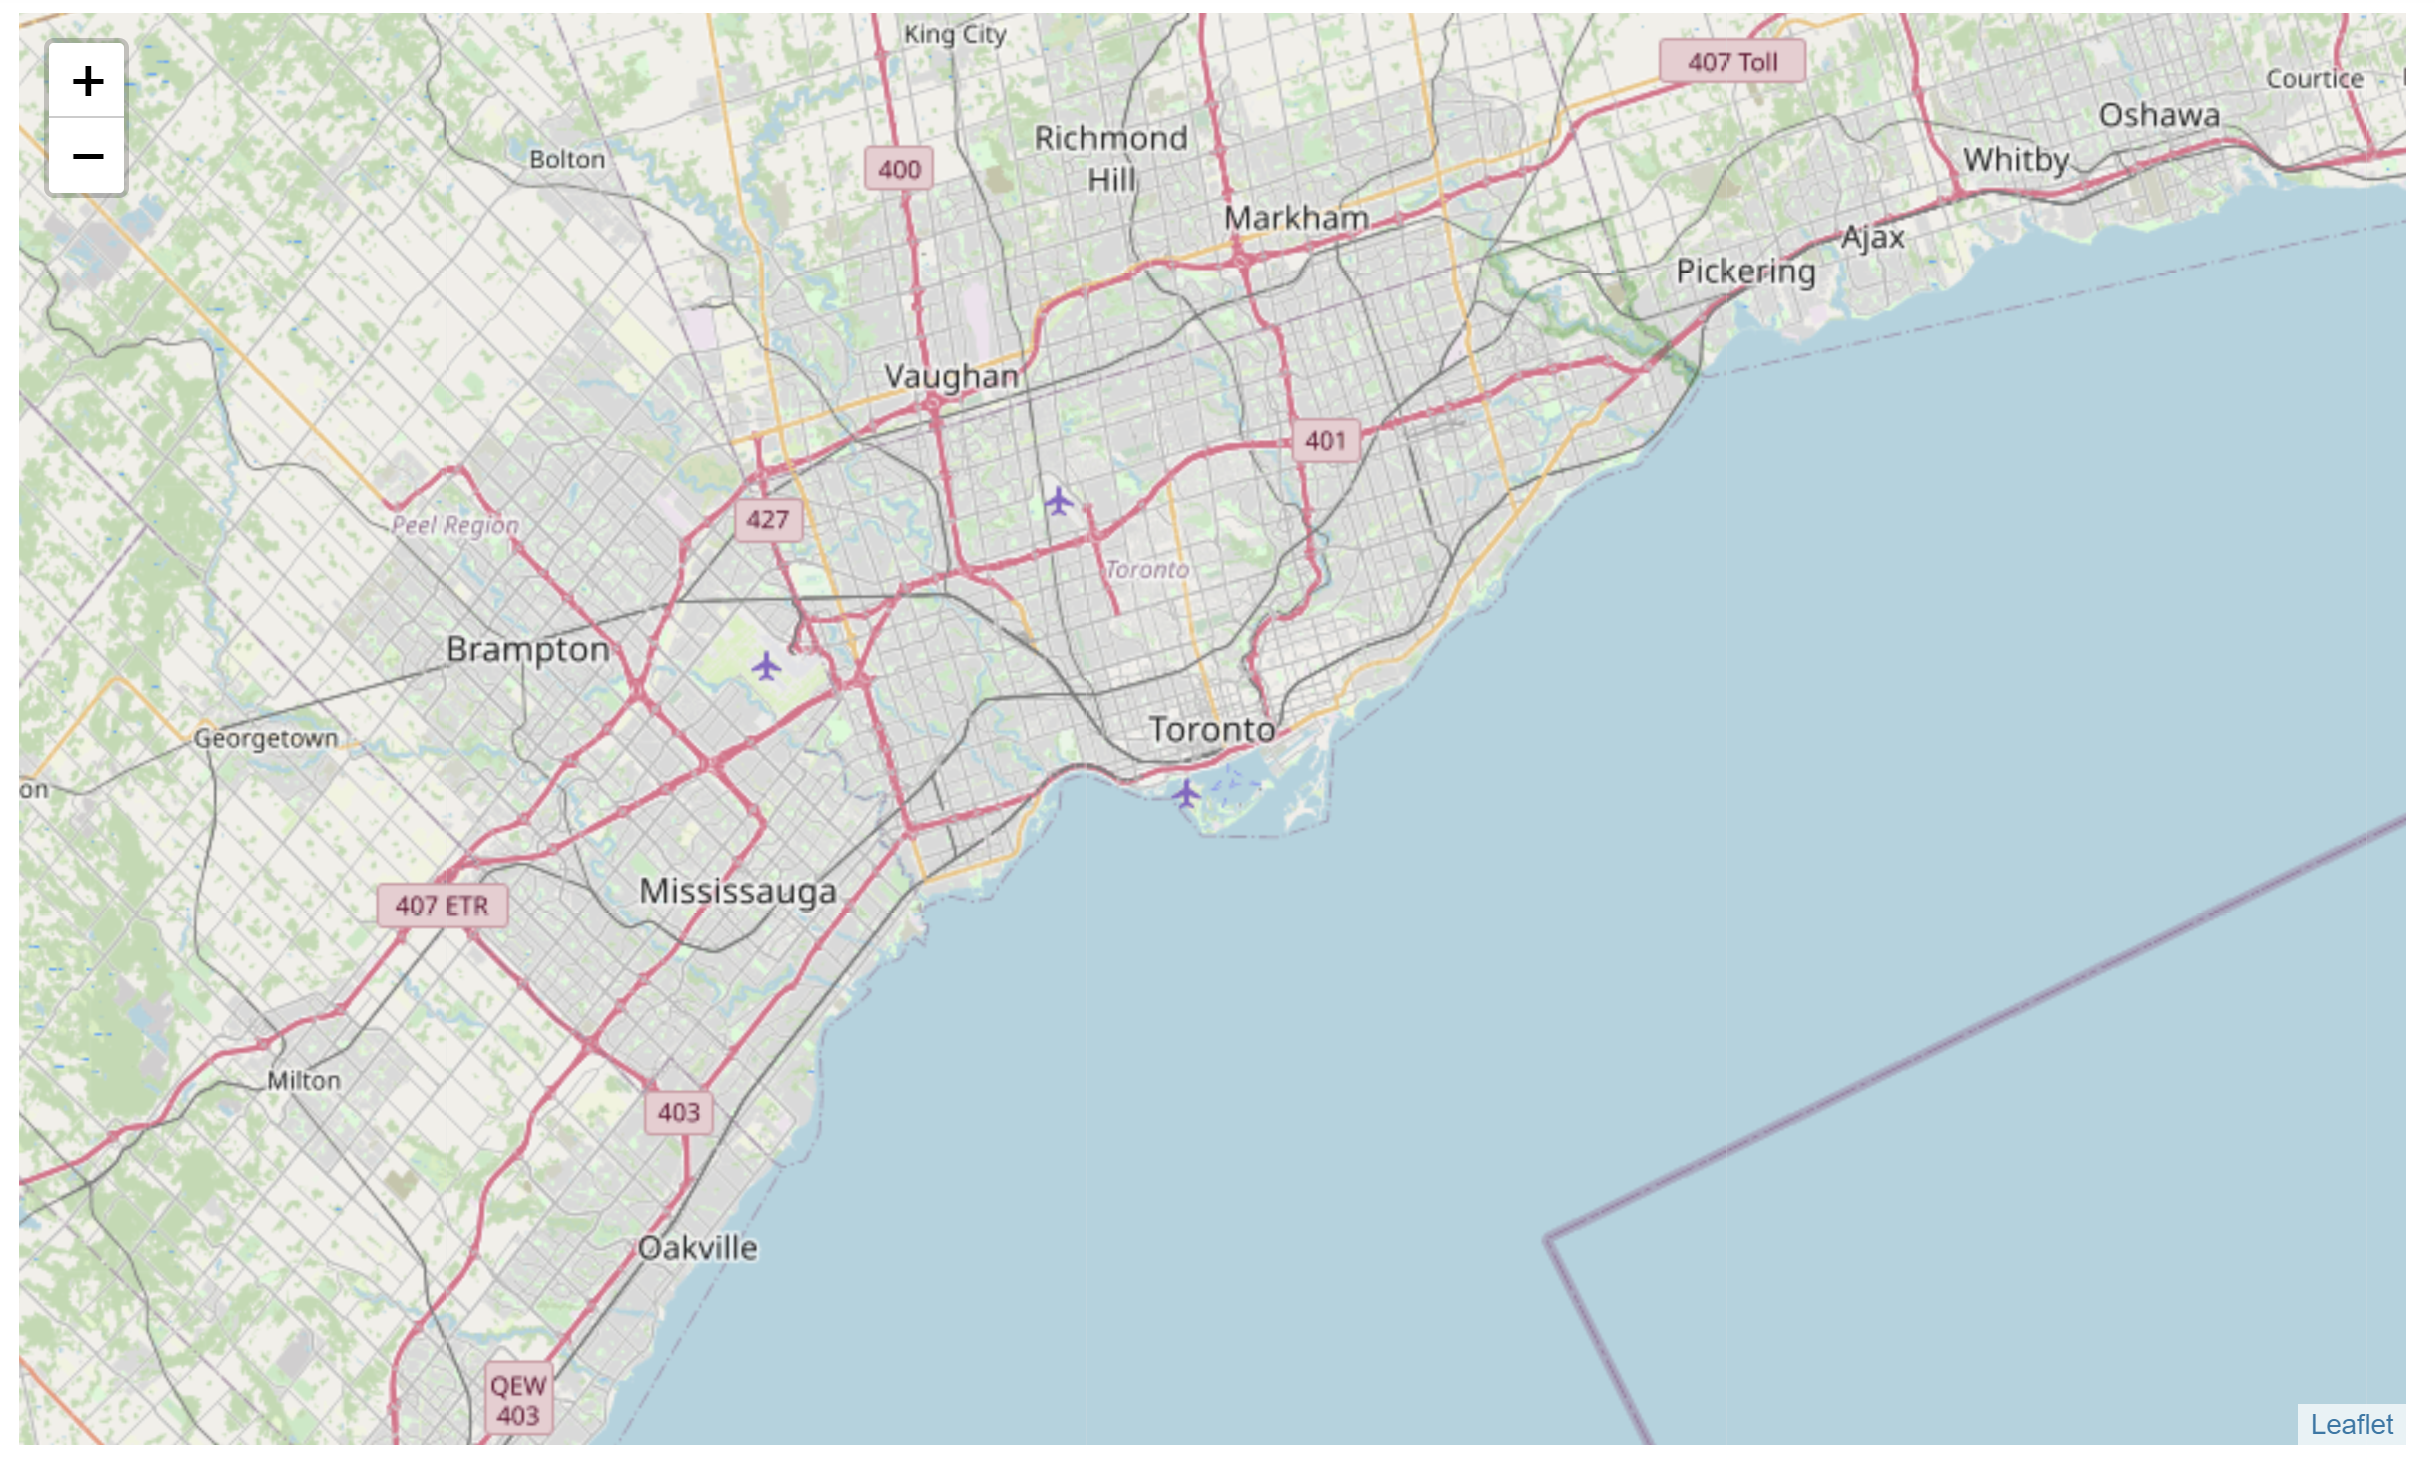 +
−
King City
407 Toll
Courtice
Oshawa
Richmond
Hill
Bolton
400
Whitby
Markham
Ajax
Pickering
Vaughan
401
427
Peel Region
Toronto
Brampton
Toronto
Georgetown
on
Mississauga
407 ETR
Milton
403
Oakville
QEW
403
Leaflet